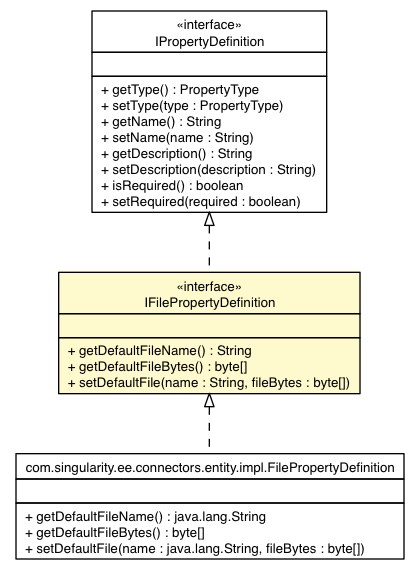 «interface»
IPropertyDefinition
+ getType() : PropertyType
+ setType(type : PropertyType)
+ getName() : String
+ setName(name : String)
+ getDescription() : String
+ setDescription(description : String)
+ isRequired() : boolean
+ setRequired(required : boolean)
«interface»
IFilePropertyDefinition
+ getDefaultFileName() : String
+ getDefaultFileBytes() : byte[]
+ setDefaultFile(name : String, fileBytes : byte[])
com.singularity.ee.connectors.entity.impl.FilePropertyDefinition
+ getDefaultFileName() : java.lang.String
+ getDefaultFileBytes() : byte[]
+ setDefaultFile(name : java.lang.String, fileBytes : byte[])